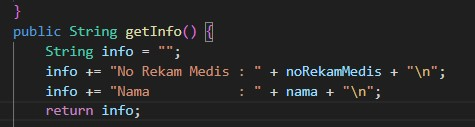 }
public String getInfo() {
String info = "";
info += "No Rekam Medis : " + noRekamMedis + "\n";
info += "Nama           : " + nama + "\n";
return info;